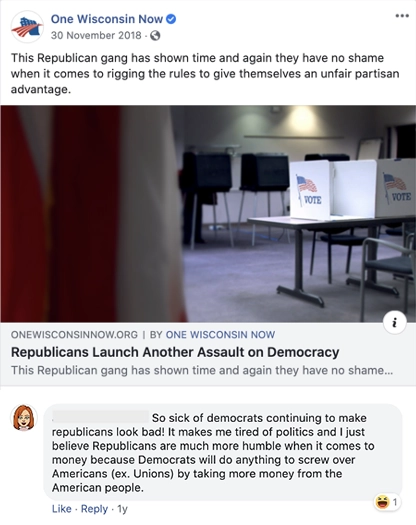 One Wisconsin Now
30 November 2018 ·
This Republican gang has shown time and again they have no shame
when it comes to rigging the rules to give themselves an unfair partisan
advantage.
VOTE
VOTE
i
ONEWISCONSINNOW.ORG | BY ONE WISCONSIN NOW
Republicans Launch Another Assault on Democracy
This Republican gang has shown time and again they have no shame...
So sick of democrats continuing to make
republicans look bad! It makes me tired of politics and I just
believe Republicans are much more humble when it comes to
money because Democrats will do anything to screw over
Americans (ex. Unions) by taking more money from the
American people.
1
Like · Reply · 1y